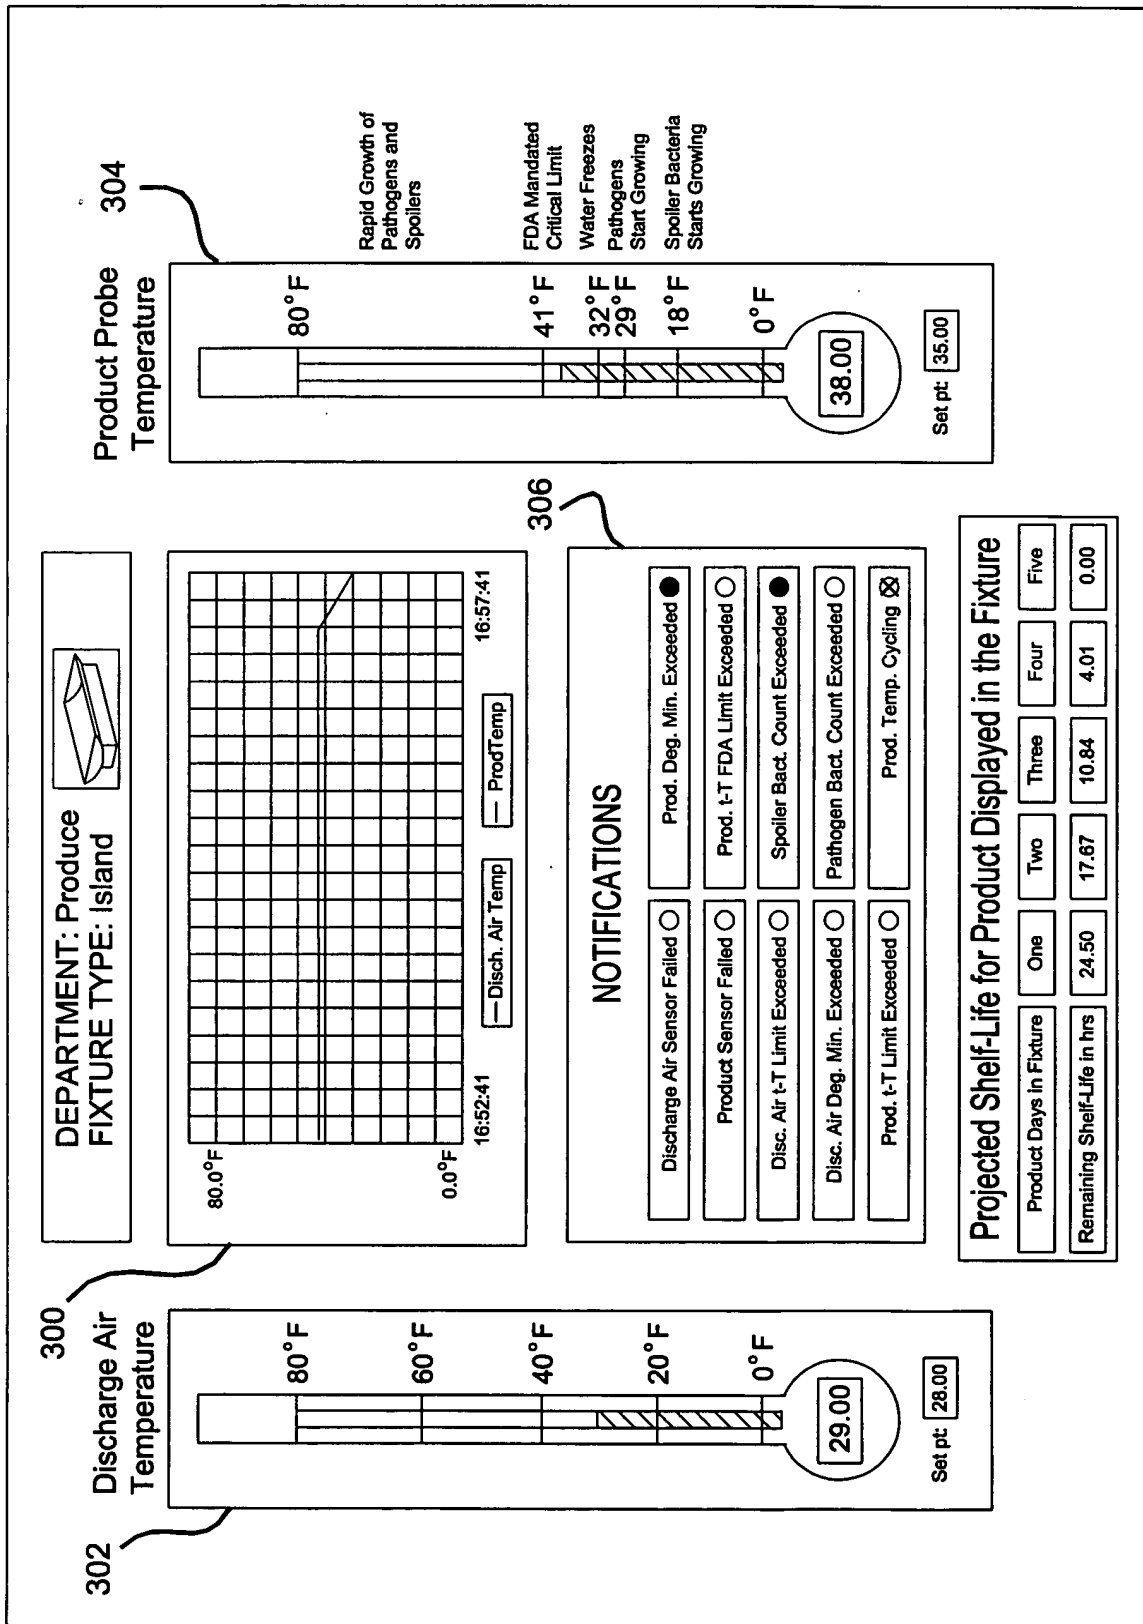 DEPARTMENT: Produce
FIXTURE TYPE: Island
300
302
Discharge Air
Temperature
80°F
60°F
40°F
20°F
0°F
29.00
Set pt: 28.00
80.0°F
0.0°F
16:52:41
16:57:41
Disch. Air Temp
ProdTemp
304
Product Probe
Temperature
80°F
41°F
32°F
29°F
18°F
0°F
38.00
Set pt: 35.00
Rapid Growth of
Pathogens and
Spoilers
FDA Mandated
Critical Limit
Water Freezes
Pathogens
Start Growing
Spoiler Bacteria
Starts Growing
306
NOTIFICATIONS
Discharge Air Sensor Failed
Prod. Deg. Min. Exceeded
Product Sensor Failed
Prod. t-T FDA Limit Exceeded
Disc. Air t-T Limit Exceeded
Spoiler Bact. Count Exceeded
Disc. Air Deg. Min. Exceeded
Pathogen Bact. Count Exceeded
Prod. t-T Limit Exceeded
Prod. Temp. Cycling
Projected Shelf-Life for Product Displayed in the Fixture
Product Days in Fixture One Two Three Four Five
Remaining Shelf-Life in hrs 24.50 17.67 10.84 4.01 0.00